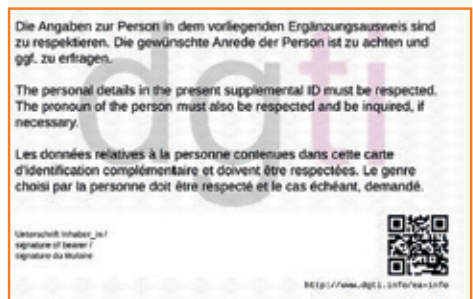 Die Angaben zur Person in dem vorliegenden Ergänzungsausweis sind
zu respektieren. Die gewünschte Anrede der Person ist zu achten und
ggf. zu erfragen.
The personal details in the present supplemental ID must be respected.
The pronoun of the person must also be respected and be inquired, if
necessary.
Les données relatives à la personne contenues dans cette carte
d'identification complémentaire et doivent être respectées. Le genre
choisi par la personne doit être respecté et le cas échéant, demandé.
dgti
Unterschrift Inhaber_in /
signature of bearer /
signature du titulaire
http://www.dgti.info/ea-info